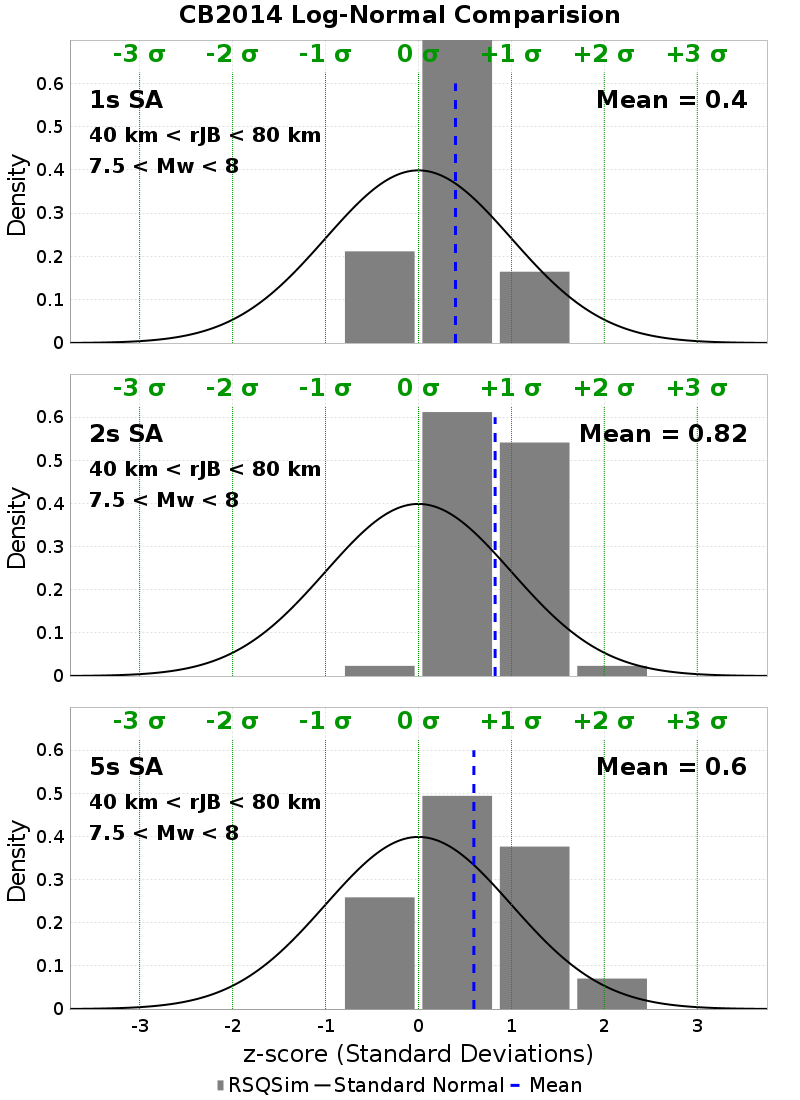 CB2014 Log-Normal Comparision
-3 σ -2 σ -1 σ 0 σ +1 σ +2 σ +3 σ
0.6
1s SA Mean = 0.4
0.5
40 km < rJB < 80 km
7.5 < Mw < 8
0.4
Density
0.3
0.2
0.1
0
-3 σ -2 σ -1 σ 0 σ +1 σ +2 σ +3 σ
0.6
2s SA Mean = 0.82
0.5
40 km < rJB < 80 km
7.5 < Mw < 8
0.4
Density
0.3
0.2
0.1
0
-3 σ -2 σ -1 σ 0 σ +1 σ +2 σ +3 σ
0.6
5s SA Mean = 0.6
0.5
40 km < rJB < 80 km
7.5 < Mw < 8
0.4
Density
0.3
0.2
0.1
0
-3 -2 -1 0 1 2 3
z-score (Standard Deviations)
RSQSim Standard Normal Mean